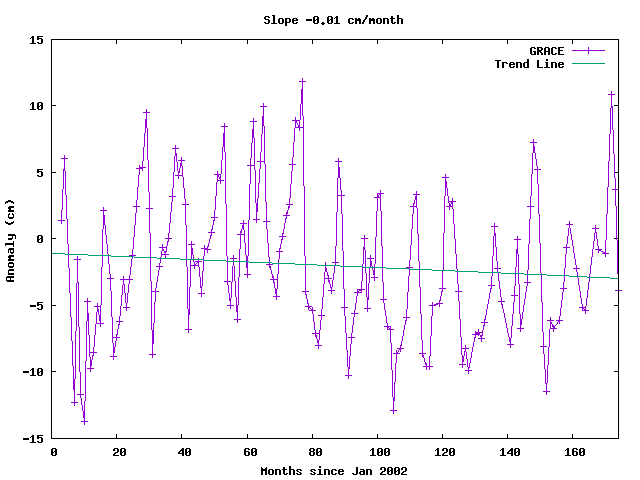 Slope -0.01 cm/month
GRACE
Trend Line
15
10
5
0
-5
-10
-15
Anomaly (cm)
0 20 40 60 80 100 120 140 160
Months since Jan 2002